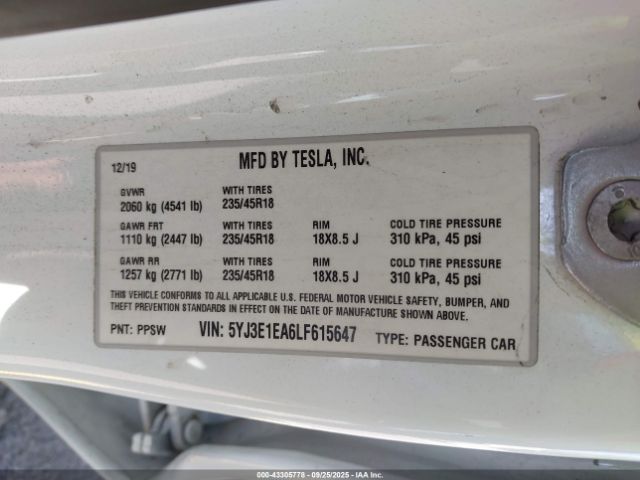 12/19 MFD BY TESLA, INC.
GVWR WITH TIRES
2060 kg (4541 lb) 235/45R18
GAWR FRT WITH TIRES RIM COLD TIRE PRESSURE
1110 kg (2447 lb) 235/45R18 18X8.5 J 310 kPa, 45 psi
GAWR RR WITH TIRES RIM COLD TIRE PRESSURE
1257 kg (2771 lb) 235/45R18 18X8.5 J 310 kPa, 45 psi
THIS VEHICLE CONFORMS TO ALL APPLICABLE U.S. FEDERAL MOTOR VEHICLE SAFETY, BUMPER, AND
THEFT PREVENTION STANDARDS IN EFFECT ON THE DATE OF MANUFACTURE SHOWN ABOVE.
PNT: PPSW VIN: 5YJ3E1EA6LF615647 TYPE: PASSENGER CAR
000-43305778 - 09/25/2025 - IAA Inc.